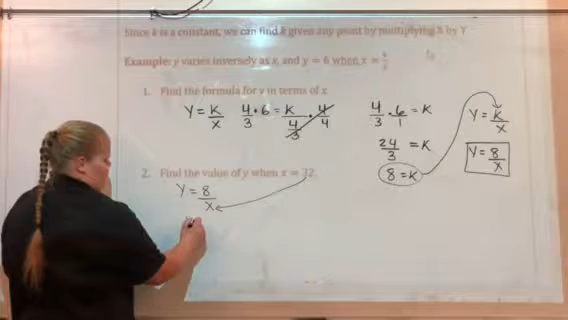 Since k is a constant, we can find k given any point by multiplying X by Y
Example: y varies inversely as x, and y = 6 when x = 4/3
1. Find the formula for y in terms of x
Y = K/X 4/3 · 6 = K/(4/3) · 4/4
4/3 · 6/1 = K
24/3 = K
8 = K
Y = K/X
Y = 8/X
2. Find the value of y when x = 32.
Y = 8/X